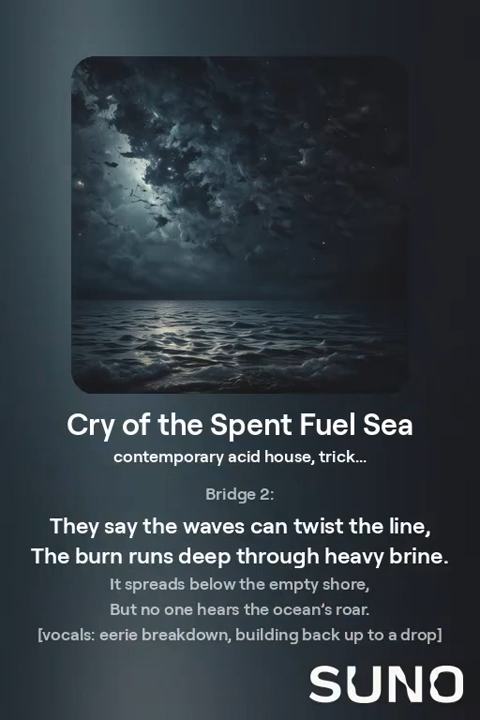 Cry of the Spent Fuel Sea
contemporary acid house, trick...
Bridge 2:
They say the waves can twist the line,
The burn runs deep through heavy brine.
It spreads below the empty shore,
But no one hears the ocean's roar.
[vocals: eerie breakdown, building back up to a drop]
SUNO